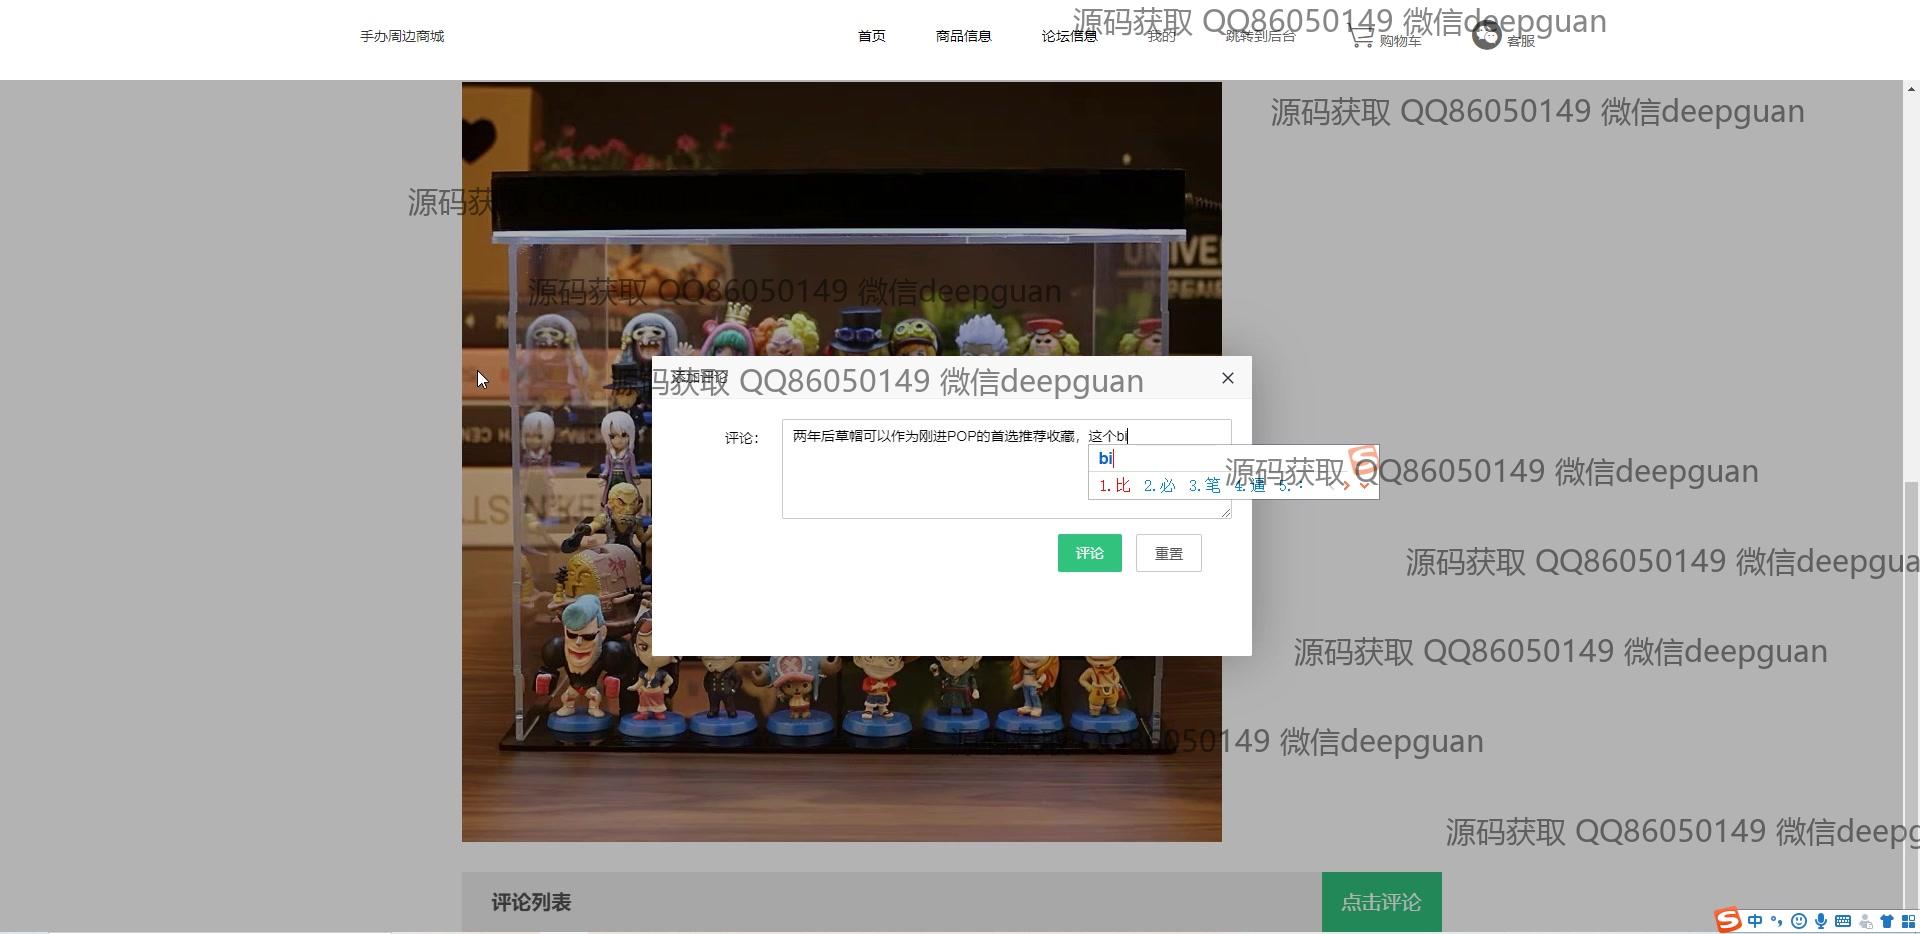 手办周边商城
首页
商品信息
论坛信息
我的
跳转到后台
购物车
客服
源码获取 QQ86050149 微信deepguan
源码获取 QQ86050149 微信deepguan
源码获
UNIVE
源码获取 QQ86050149 微信deepguan
添加评论
源码获取 QQ86050149 微信deepguan
评论：
两年后草帽可以作为刚进POP的首选推荐收藏，这个bi
bi
1.比 2.必 3.笔 4.逼 5.
源码获取 QQ86050149 微信deepguan
评论
重置
源码获取 QQ86050149 微信deepgua
源码获取 QQ86050149 微信deepguan
源码获取 QQ86050149 微信deepguan
源码获取 QQ86050149 微信deepg
评论列表
点击评论
中